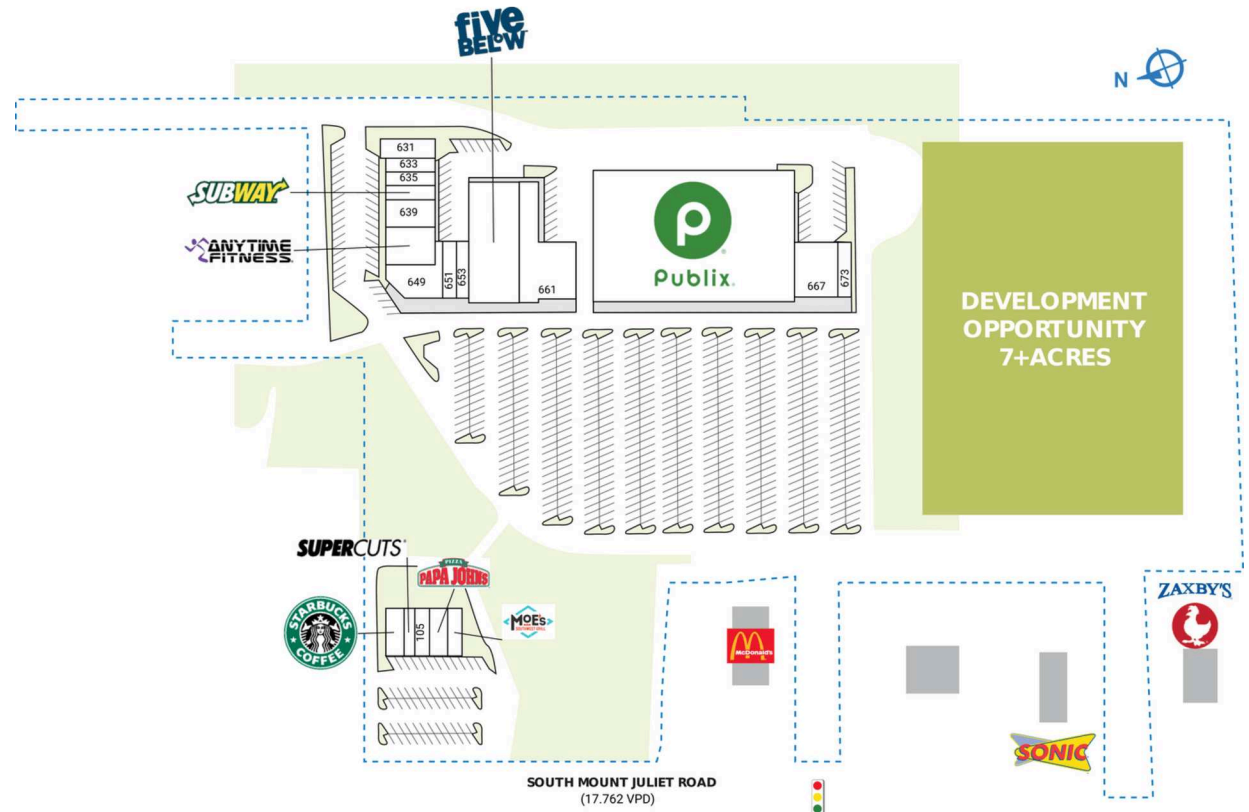 five
BELOW
N
631
633
635
SUBWAY
639
ANYTIME
FITNESS
649
651
653
661
P
Publix
667
673
DEVELOPMENT
OPPORTUNITY
7+ACRES
SUPERCUTS
PIZZA
PAPA JOHNS
STARBUCKS
COFFEE
105
MOE's
SOUTHWEST GRILL
McDonald's
ZAXBY'S
SONIC
SOUTH MOUNT JULIET ROAD
(17.762 VPD)